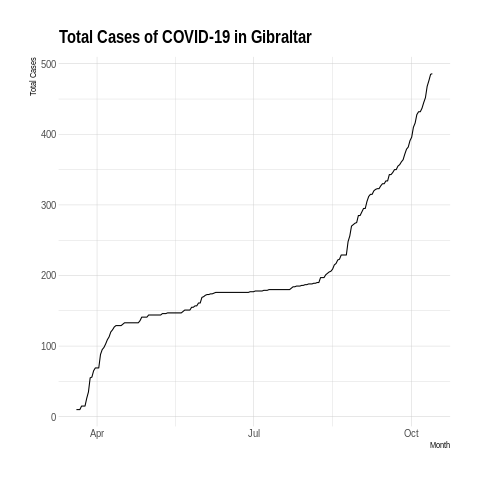 Total Cases of COVID-19 in Gibraltar
Total Cases
500
400
300
200
100
0
Apr
Jul
Oct
Month